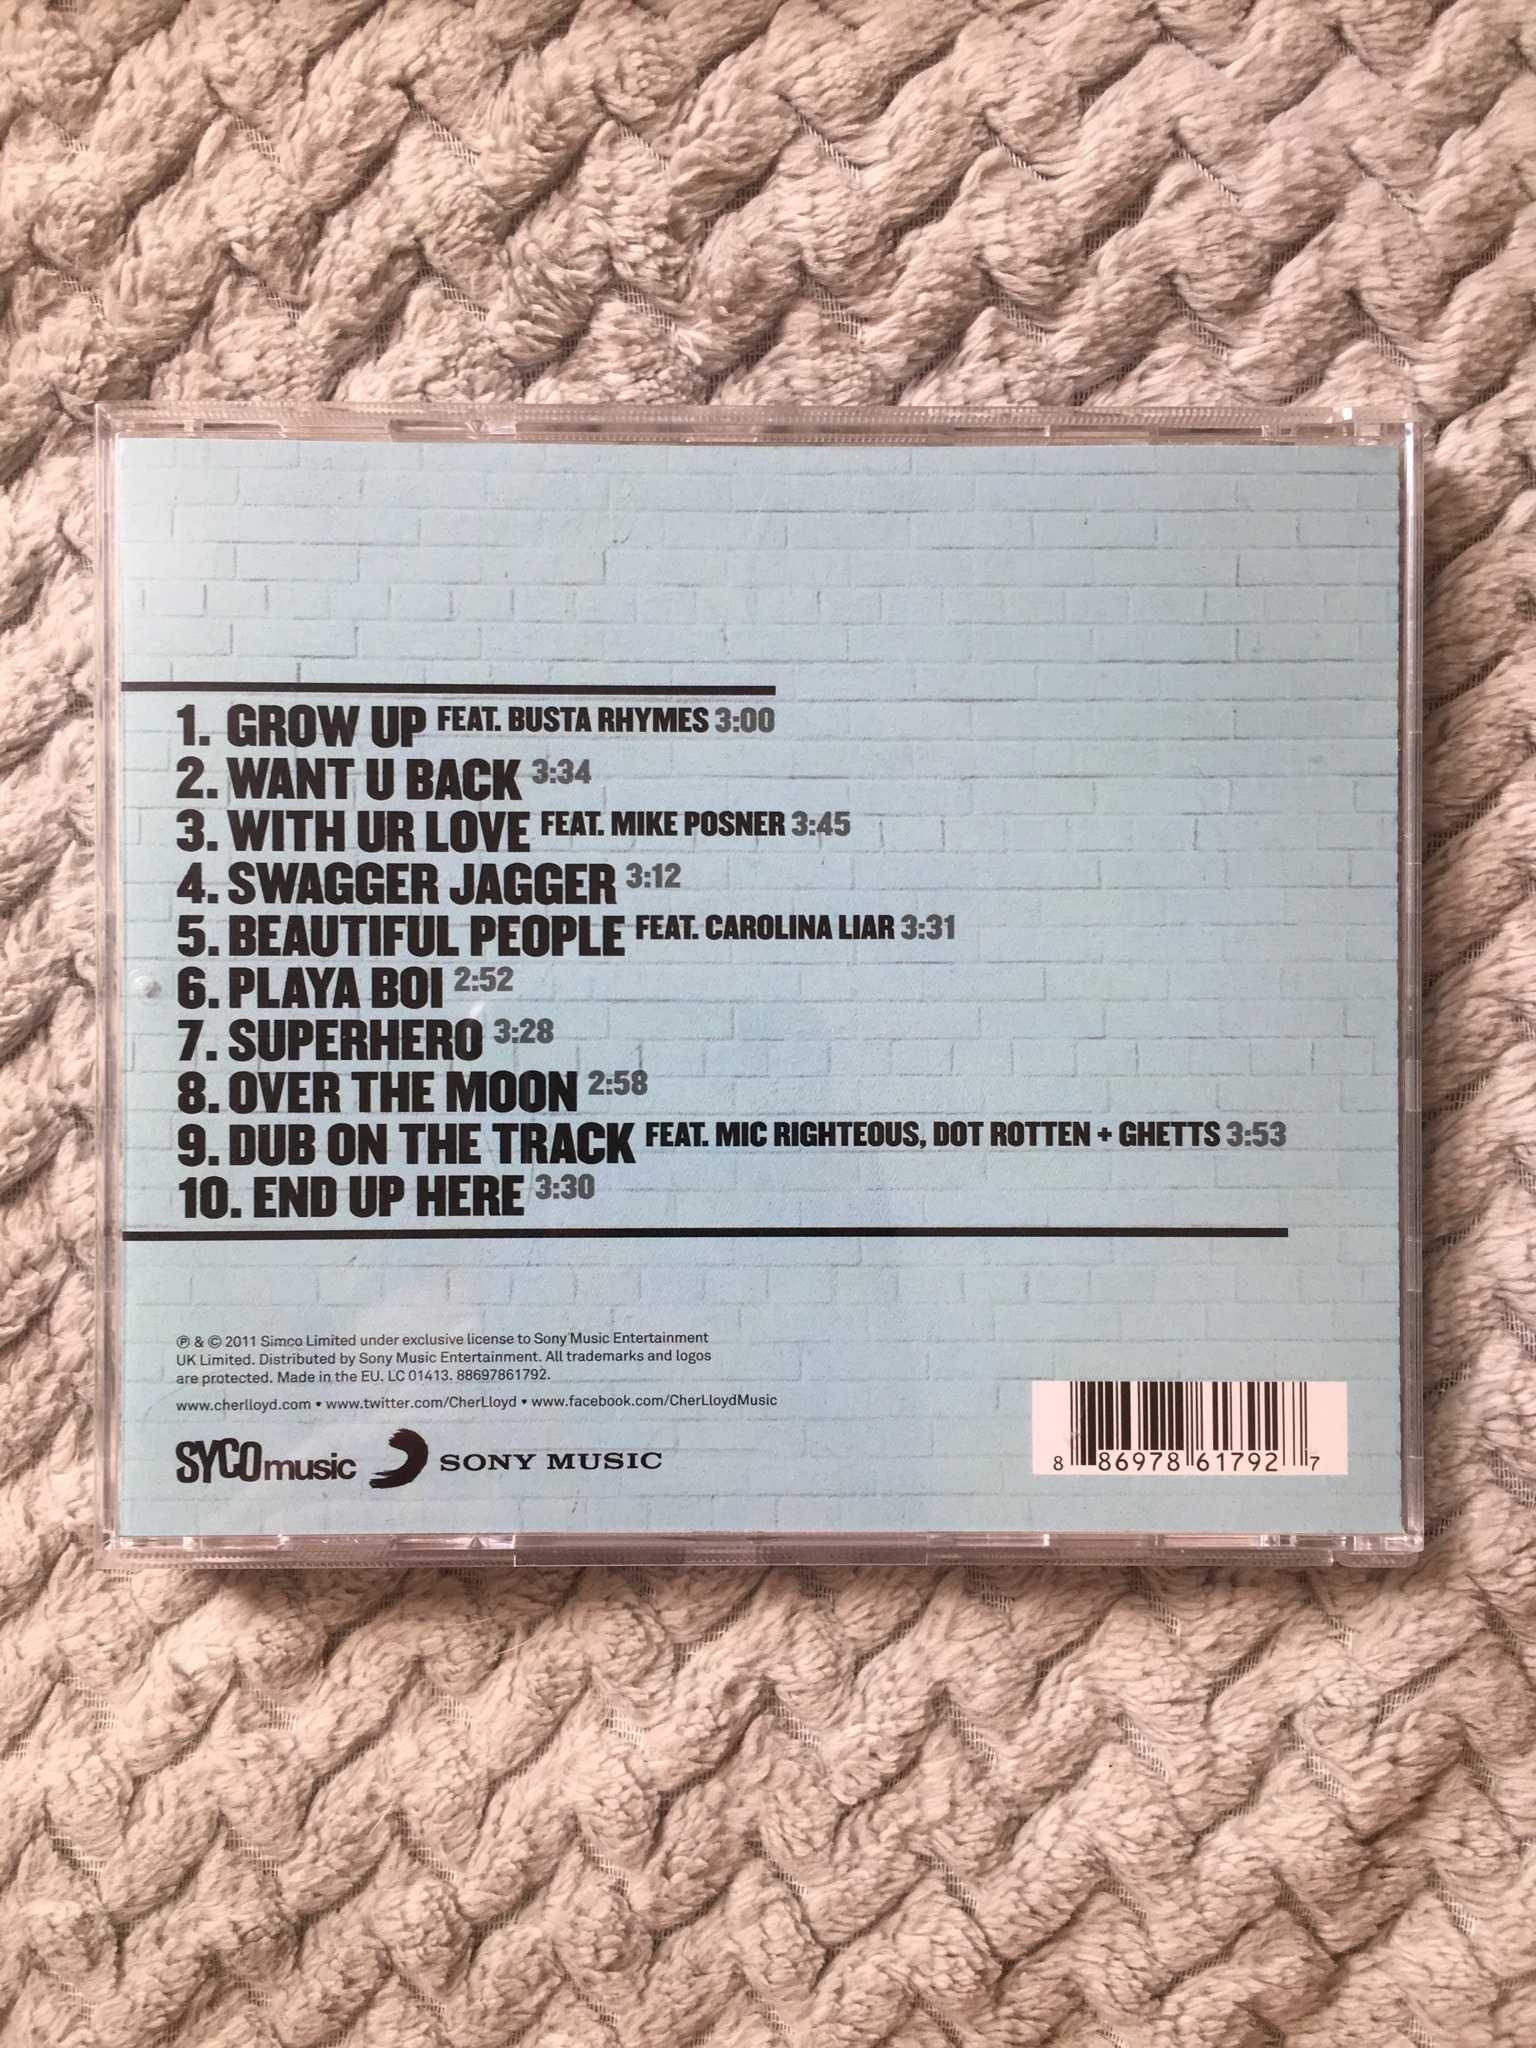 1. GROW UP FEAT. BUSTA RHYMES 3:00
2. WANT U BACK 3:34
3. WITH UR LOVE FEAT. MIKE POSNER 3:45
4. SWAGGER JAGGER 3:12
5. BEAUTIFUL PEOPLE FEAT. CAROLINA LIAR 3:31
6. PLAYA BOI 2:52
7. SUPERHERO 3:28
8. OVER THE MOON 2:58
9. DUB ON THE TRACK FEAT. MIC RIGHTEOUS, DOT ROTTEN + GHETTS 3:53
10. END UP HERE 3:30
℗ & © 2011 Simco Limited under exclusive license to Sony Music Entertainment
UK Limited. Distributed by Sony Music Entertainment. All trademarks and logos
are protected. Made in the EU. LC 01413. 88697861792.
www.cherlloyd.com • www.twitter.com/CherLloyd • www.facebook.com/CherLloydMusic
SYCOmusic SONY MUSIC
8 86978 61792 7